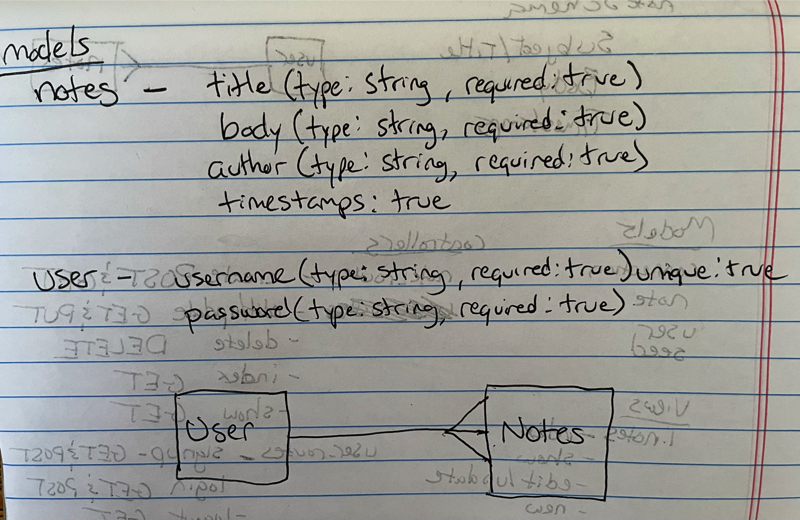 models
notes - title (type: string, required: true)
body (type: string, required: true)
author (type: string, required: true)
timestamps: true
user - username (type: string, required: true) unique: true
password (type: string, required: true)
User Notes